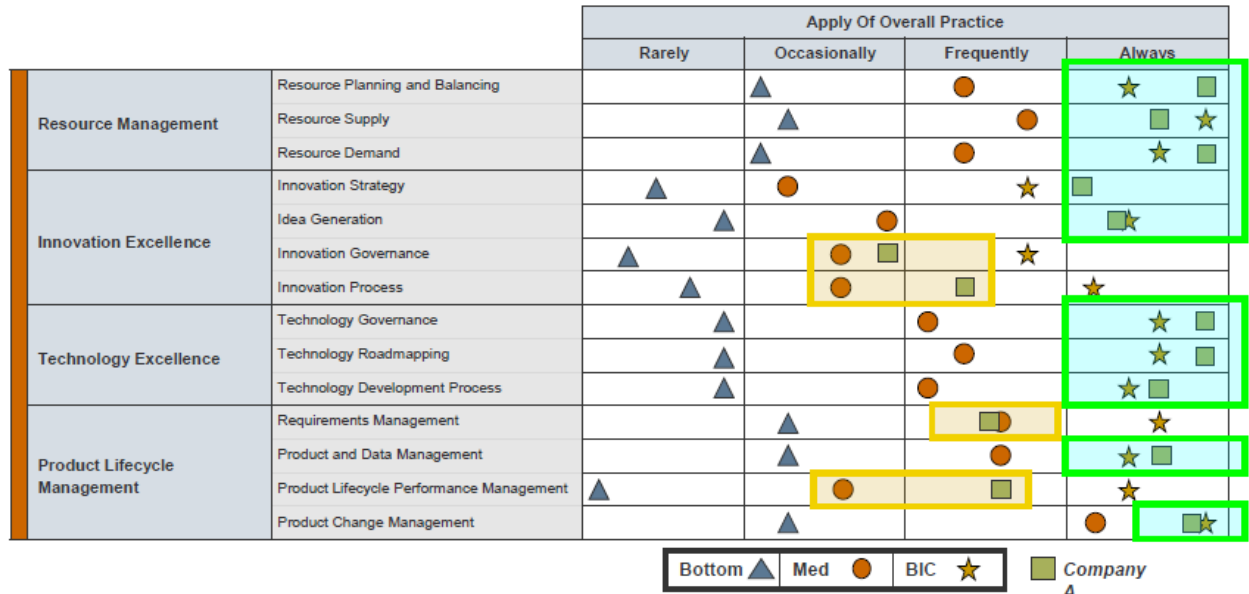 Apply Of Overall Practice
Rarely Occasionally Frequently Always
Resource Management
Resource Planning and Balancing
Resource Supply
Resource Demand
Innovation Excellence
Innovation Strategy
Idea Generation
Innovation Governance
Innovation Process
Technology Excellence
Technology Governance
Technology Roadmapping
Technology Development Process
Product Lifecycle
Management
Requirements Management
Product and Data Management
Product Lifecycle Performance Management
Product Change Management
Bottom Med BIC Company
A